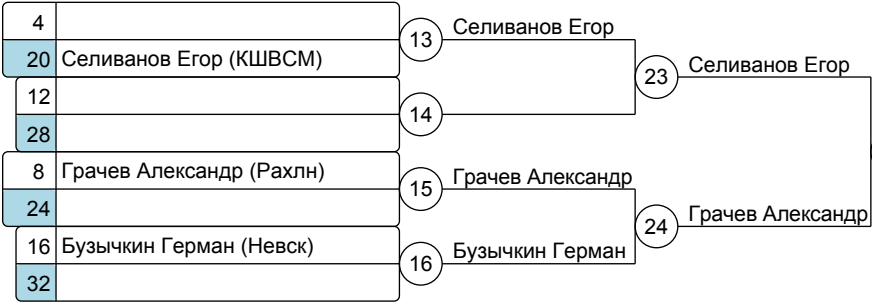 4
13
Селиванов Егор
20 Селиванов Егор (КШВСМ)
23
Селиванов Егор
12
14
28
8 Грачев Александр (Рахлн)
15
Грачев Александр
24
24
Грачев Александр
16 Бузычкин Герман (Невск)
16
Бузычкин Герман
32